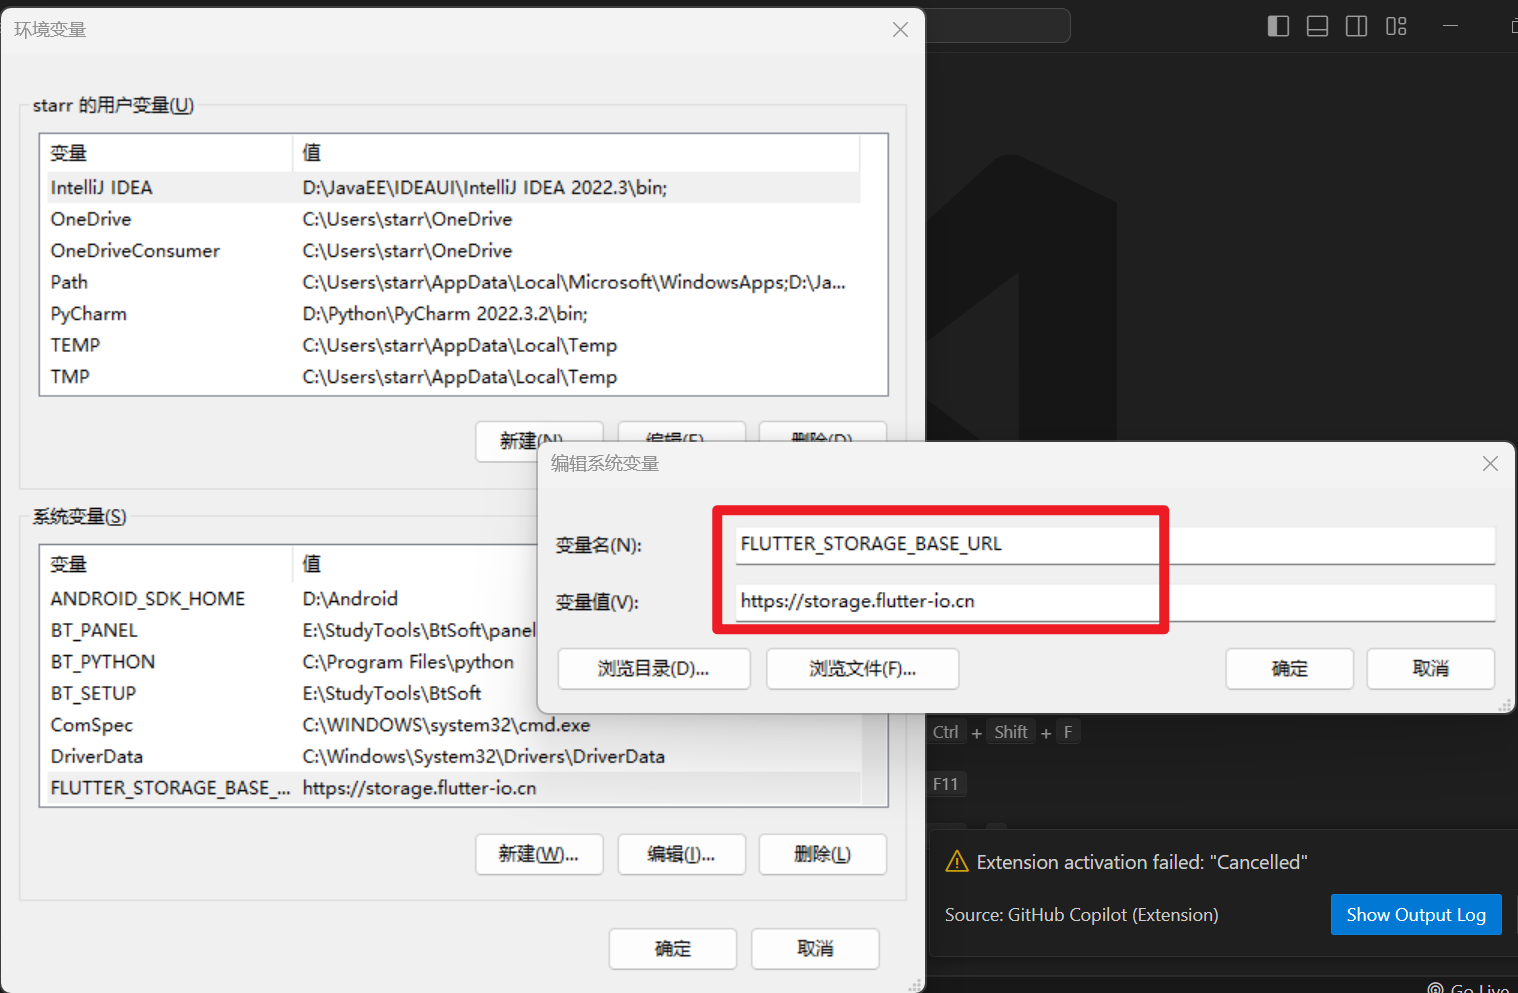 环境变量
starr 的用户变量(U)
变量 值
IntelliJ IDEA D:\JavaEE\IDEAUI\IntelliJ IDEA 2022.3\bin;
OneDrive C:\Users\starr\OneDrive
OneDriveConsumer C:\Users\starr\OneDrive
Path C:\Users\starr\AppData\Local\Microsoft\WindowsApps;D:\Ja...
PyCharm D:\Python\PyCharm 2022.3.2\bin;
TEMP C:\Users\starr\AppData\Local\Temp
TMP C:\Users\starr\AppData\Local\Temp
新建(N) 编辑(E) 删除(D)
编辑系统变量
变量名(N): FLUTTER_STORAGE_BASE_URL
变量值(V): https://storage.flutter-io.cn
浏览目录(D)... 浏览文件(F)... 确定 取消
系统变量(S)
变量 值
ANDROID_SDK_HOME D:\Android
BT_PANEL E:\StudyTools\BtSoft\panel
BT_PYTHON C:\Program Files\python
BT_SETUP E:\StudyTools\BtSoft
ComSpec C:\WINDOWS\system32\cmd.exe
DriverData C:\Windows\System32\Drivers\DriverData
FLUTTER_STORAGE_BASE_... https://storage.flutter-io.cn
新建(W)... 编辑(I)... 删除(L)
确定 取消
Ctrl + Shift + F
F11
Extension activation failed: "Cancelled"
Source: GitHub Copilot (Extension) Show Output Log
Go Live